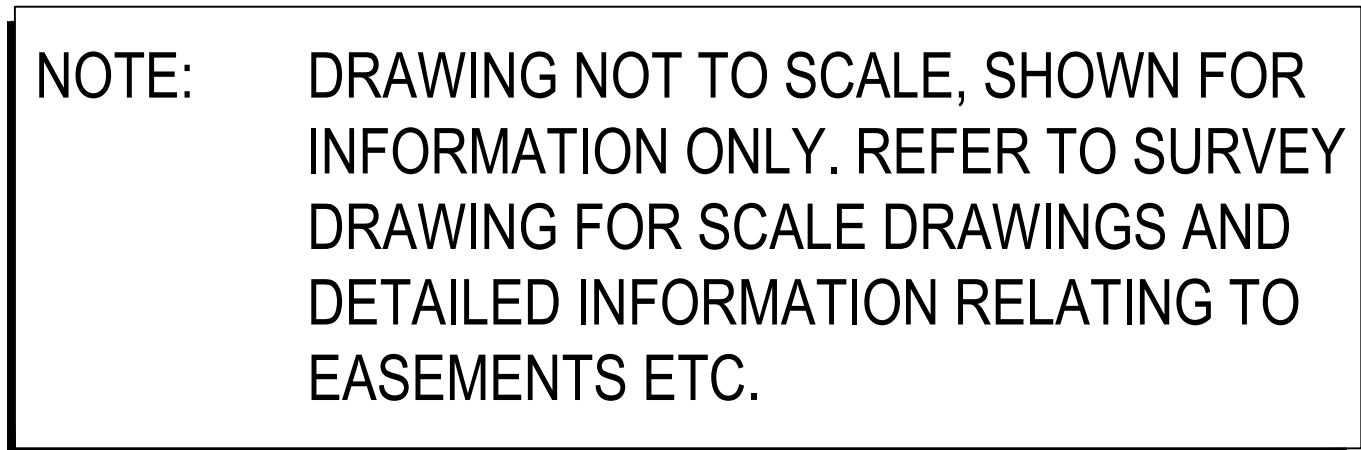 NOTE: DRAWING NOT TO SCALE, SHOWN FOR
INFORMATION ONLY. REFER TO SURVEY
DRAWING FOR SCALE DRAWINGS AND
DETAILED INFORMATION RELATING TO
EASEMENTS ETC.